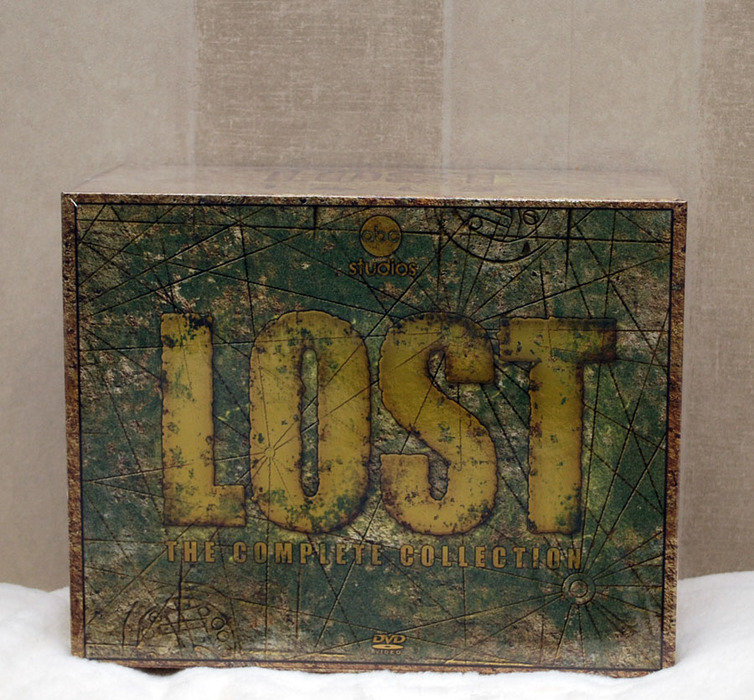 abc
studios
LOST
THE COMPLETE COLLECTION
DVD
VIDEO